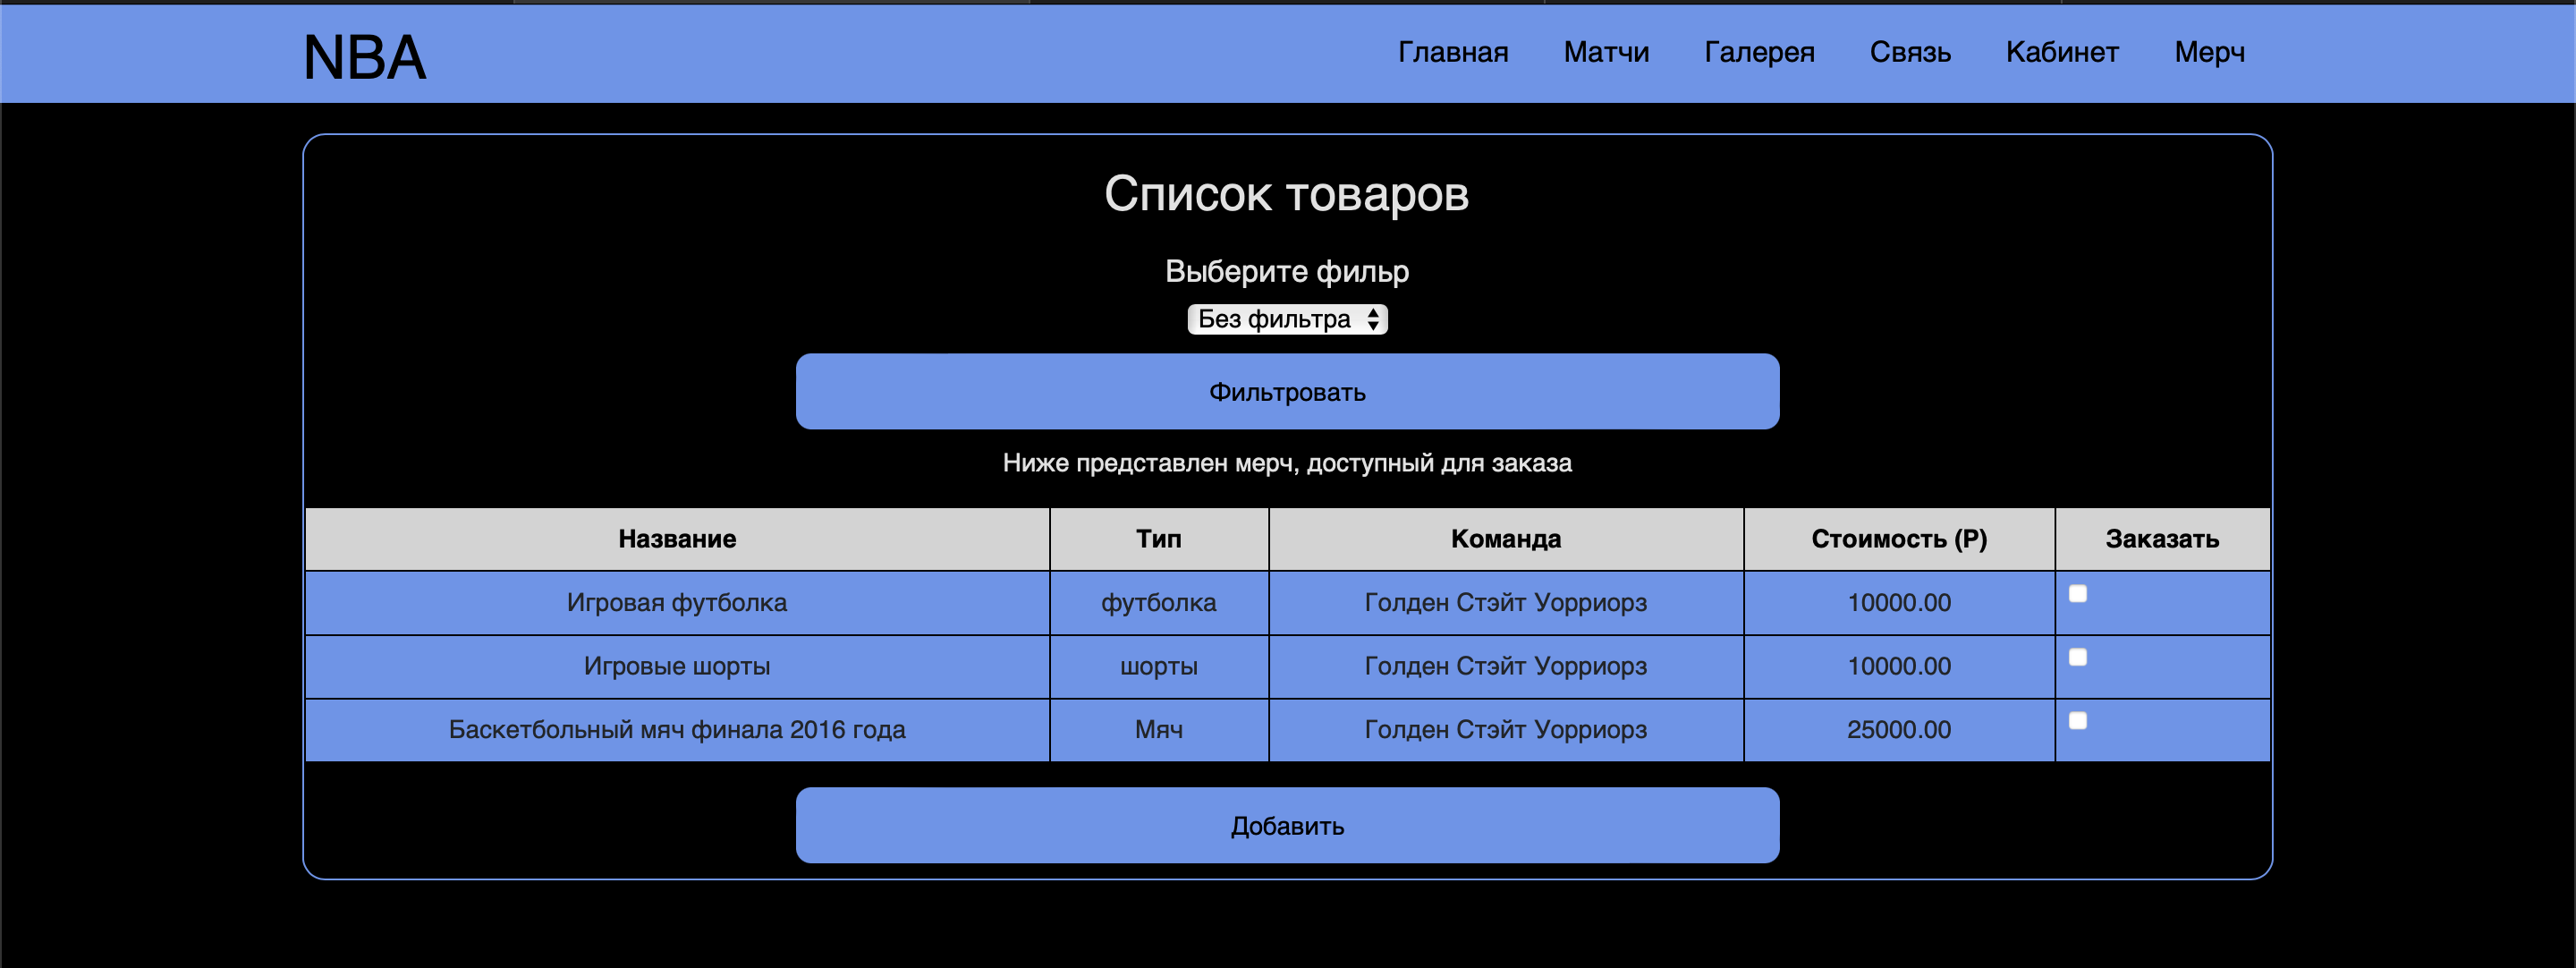 NBA Главная Матчи Галерея Связь Кабинет Мерч
Список товаров
Выберите фильр
Без фильтра
Фильтровать
Ниже представлен мерч, доступный для заказа
Название Тип Команда Стоимость (Р) Заказать
Игровая футболка футболка Голден Стэйт Уорриорз 10000.00
Игровые шорты шорты Голден Стэйт Уорриорз 10000.00
Баскетбольный мяч финала 2016 года Мяч Голден Стэйт Уорриорз 25000.00
Добавить